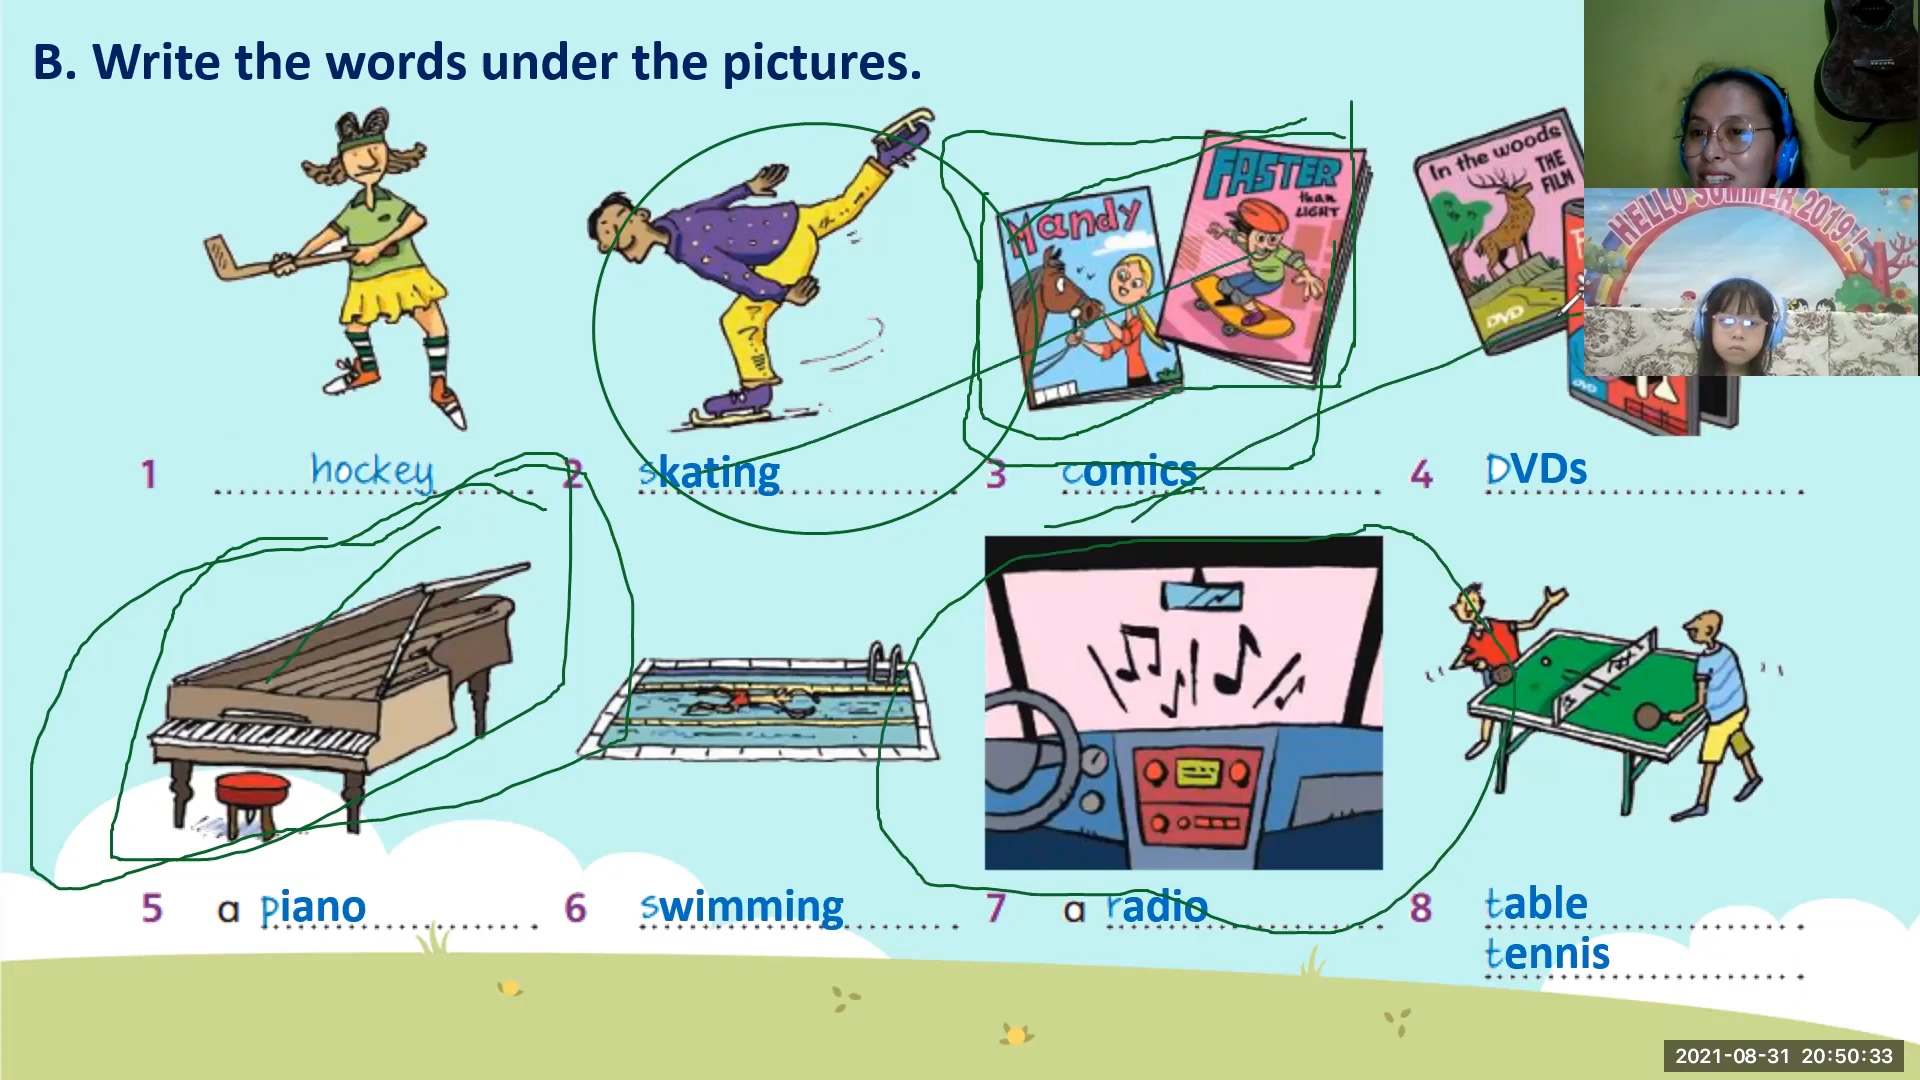 B. Write the words under the pictures.
HELLO SUMMER 2019!
Mandy
FASTER
than
LIGHT
In the woods
THE
FILM
DVD
DVD
1 hockey
2 skating
3 comics
4 DVDs
5 a piano
6 swimming
7 a radio
8 table
tennis
2021-08-31 20:50:33